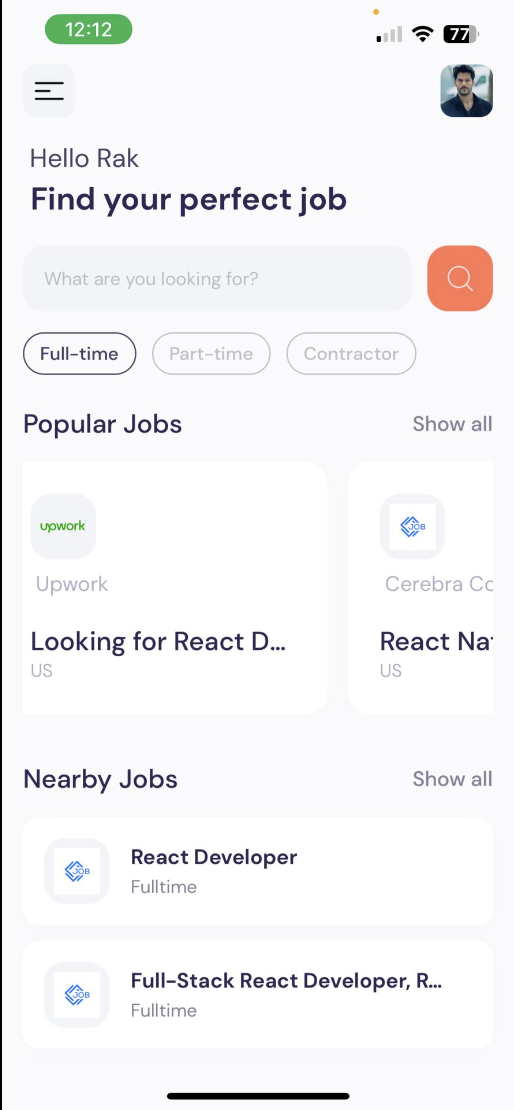 12:12
77
Hello Rak
Find your perfect job
What are you looking for?
Full-time Part-time Contractor
Popular Jobs Show all
upwork JOB
Upwork Cerebra Co
Looking for React D... React Nat
US US
Nearby Jobs Show all
JOB
React Developer
Fulltime
JOB
Full-Stack React Developer, R...
Fulltime